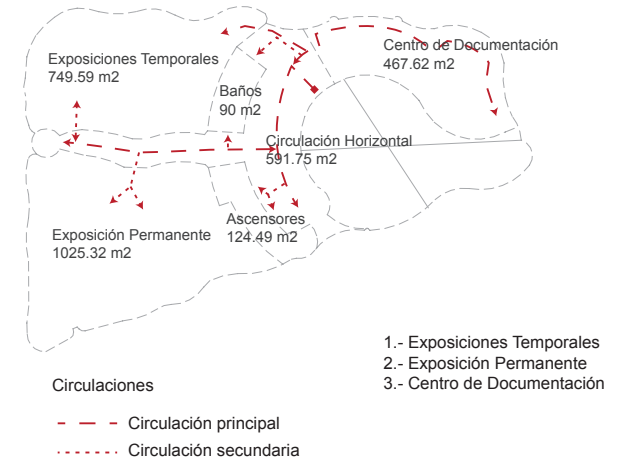 Exposiciones Temporales
749.59 m2
Centro de Documentación
467.62 m2
Baños
90 m2
Circulación Horizontal
591.75 m2
Ascensores
124.49 m2
Exposición Permanente
1025.32 m2
1.- Exposiciones Temporales
2.- Exposición Permanente
3.- Centro de Documentación
Circulaciones
Circulación principal
Circulación secundaria